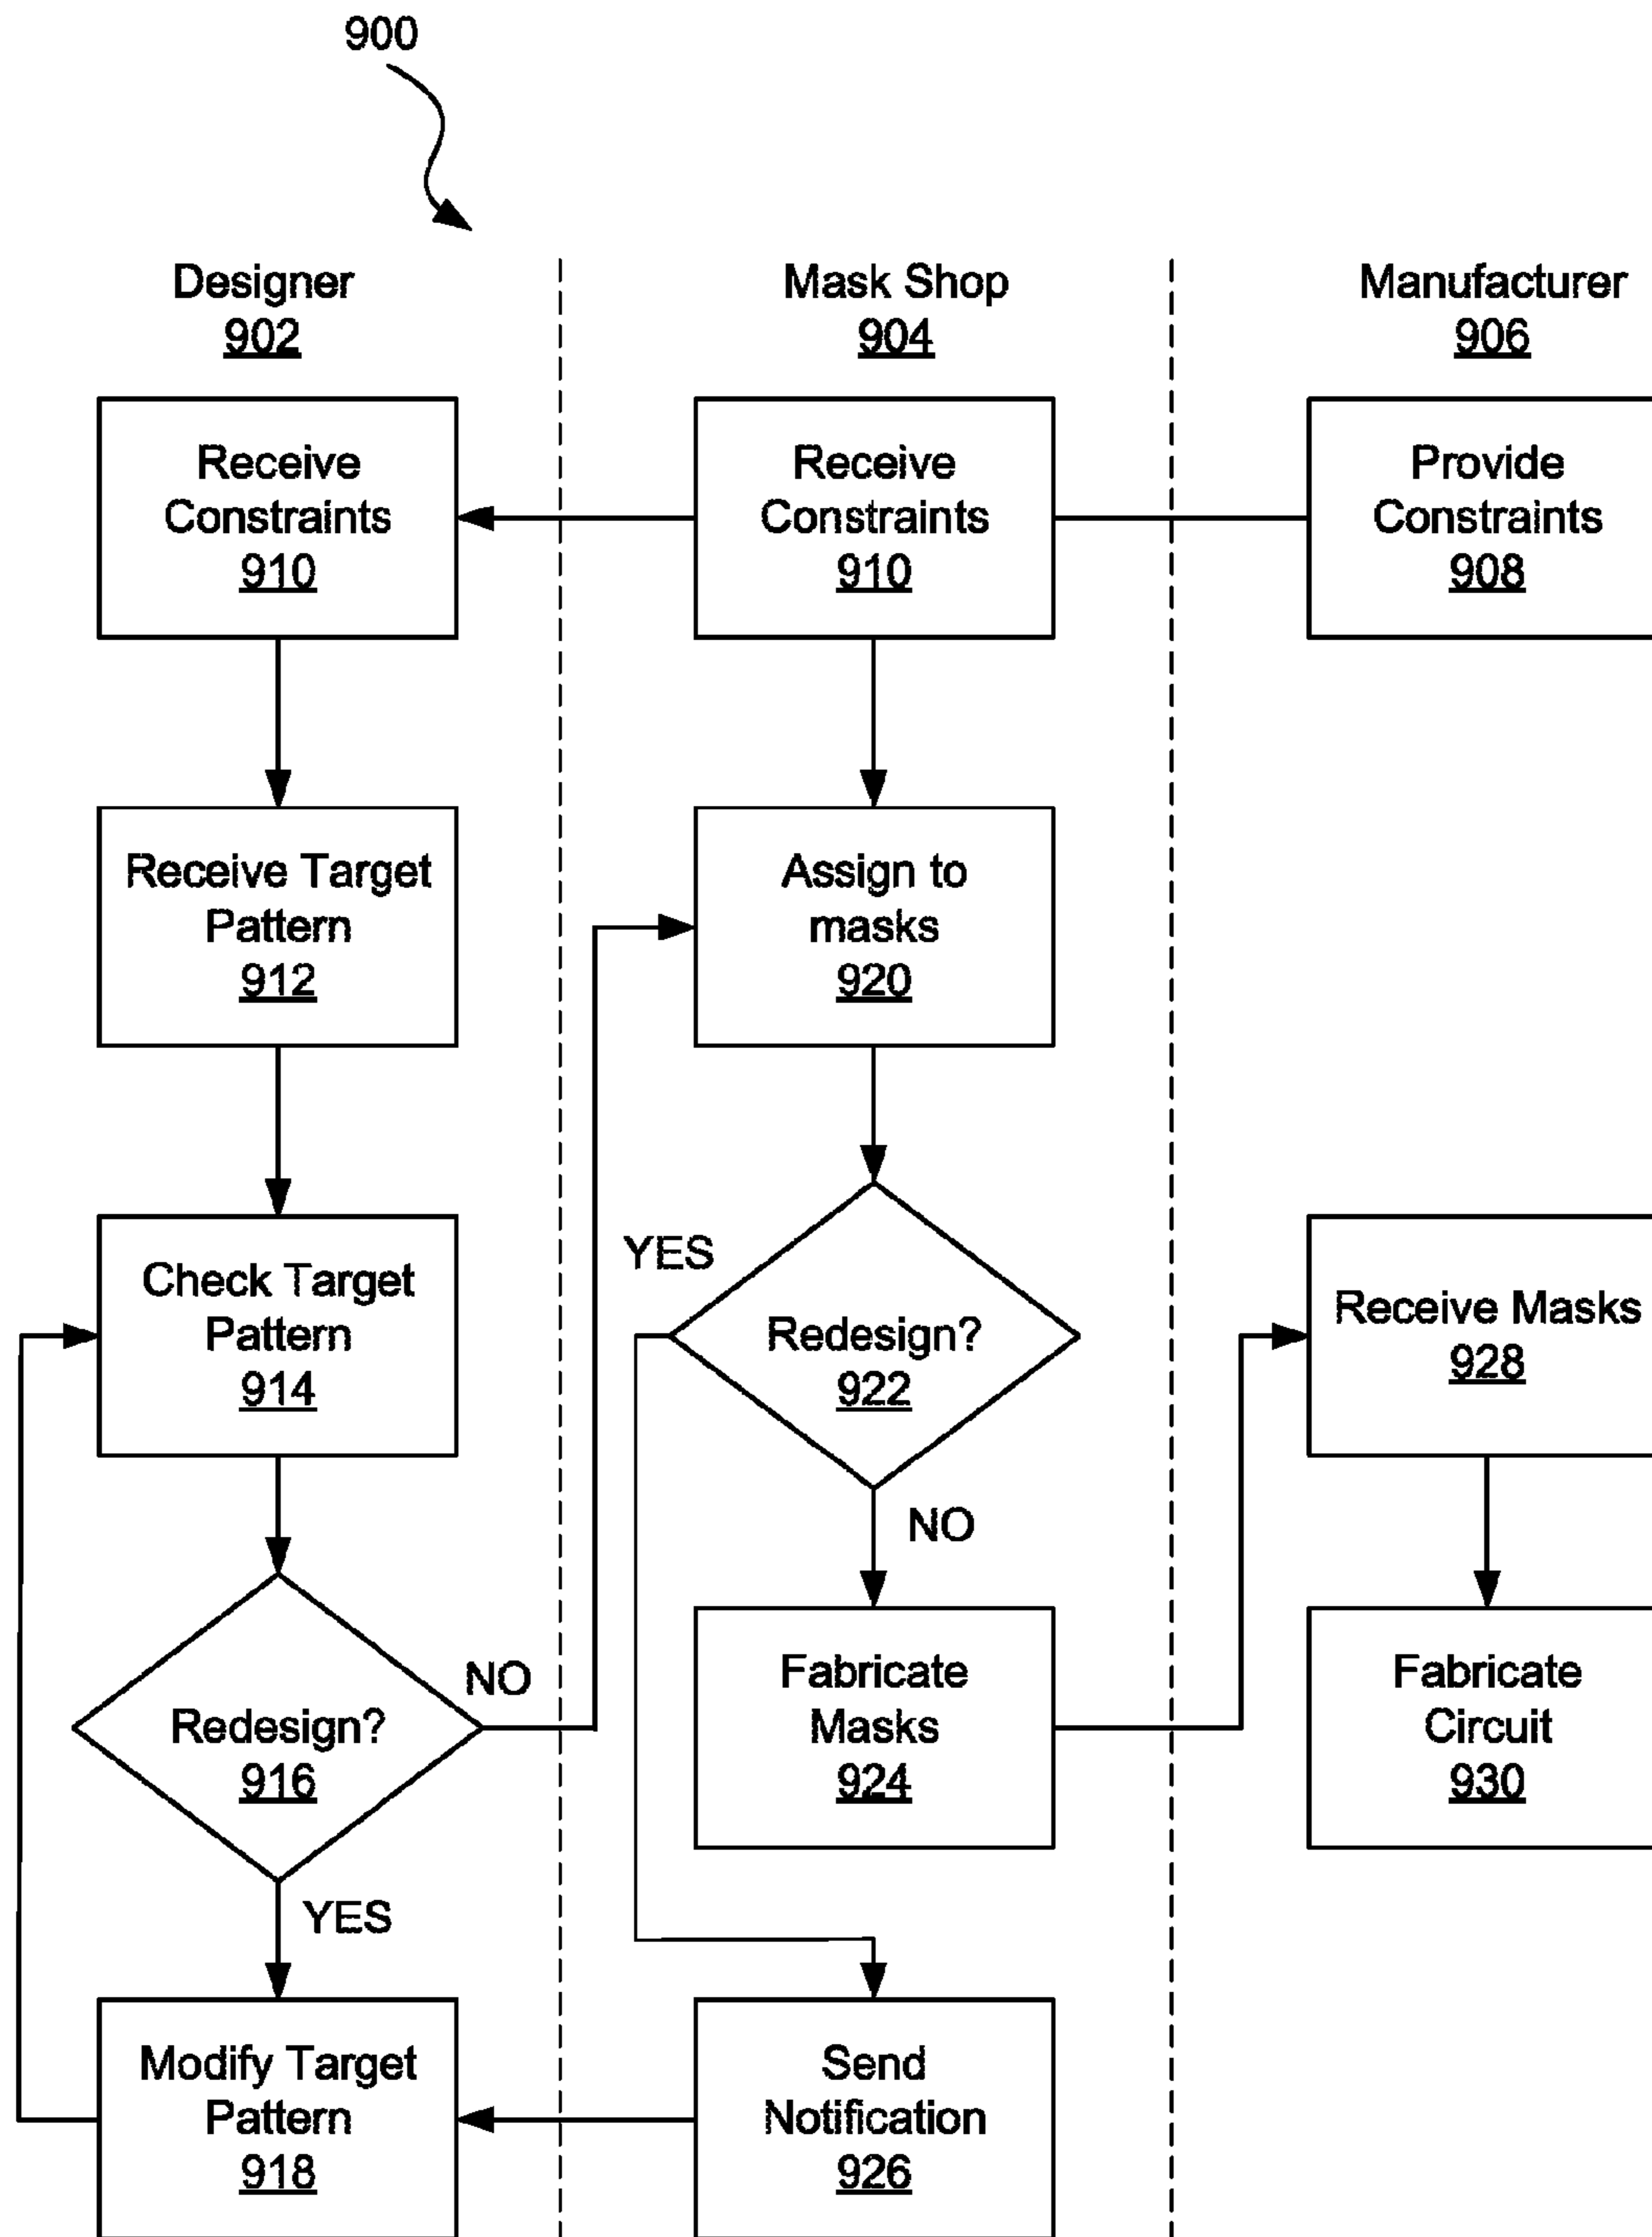 900
Designer
902
Mask Shop
904
Manufacturer
906
Receive
Constraints
910
Receive
Constraints
910
Provide
Constraints
908
Receive Target
Pattern
912
Assign to
masks
920
Check Target
Pattern
914
YES
Redesign?
922
NO
Receive Masks
928
Redesign?
916
NO
YES
Fabricate
Masks
924
Fabricate
Circuit
930
Modify Target
Pattern
918
Send
Notification
926